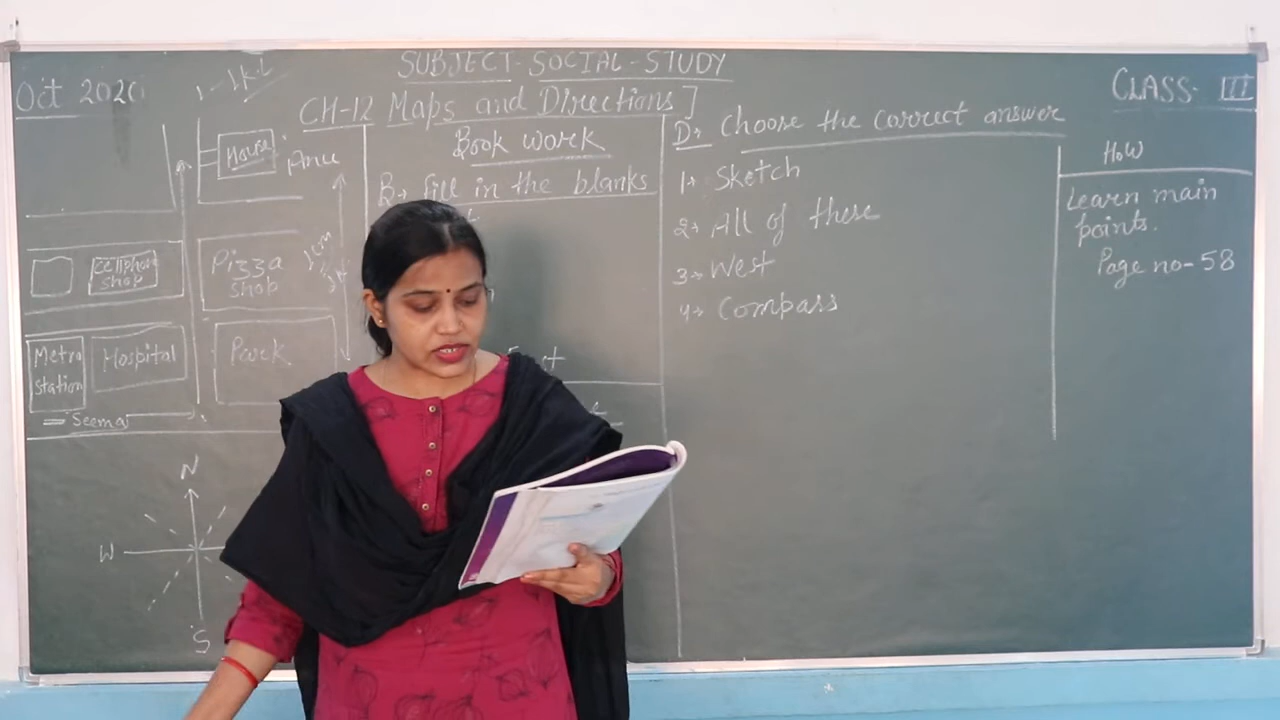 SUBJECT- SOCIAL-STUDY
Oct 2020
CLASS- III
CH-12 Maps and Directions]
House
Anu
Cellphone
shop
Pizza
shop
Metro
station
Hospital
Park
Seema
N
W
S
Book work
B→ fill in the blanks
D→ Choose the correct answer
1→ Sketch
2→ All of these
3→ West
4→ Compass
HoW
Learn main
points.
Page no-58